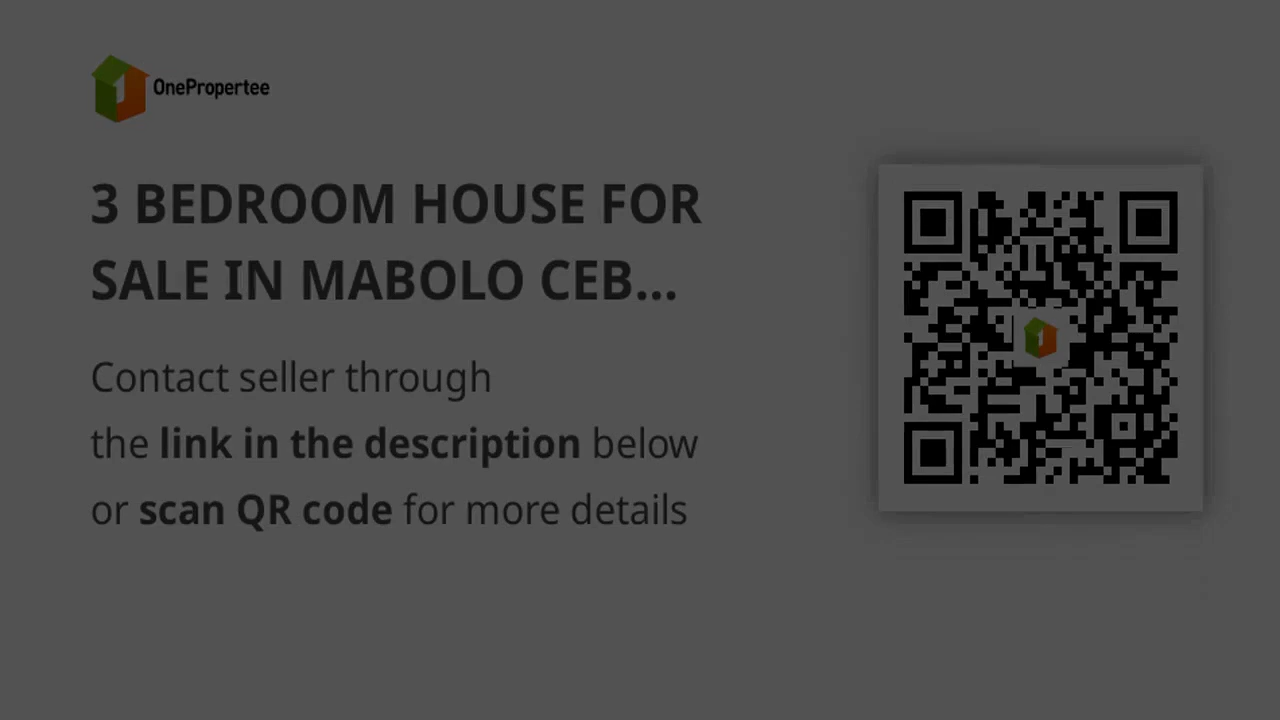 OnePropertee
3 BEDROOM HOUSE FOR
SALE IN MABOLO CEB...
Contact seller through
the link in the description below
or scan QR code for more details